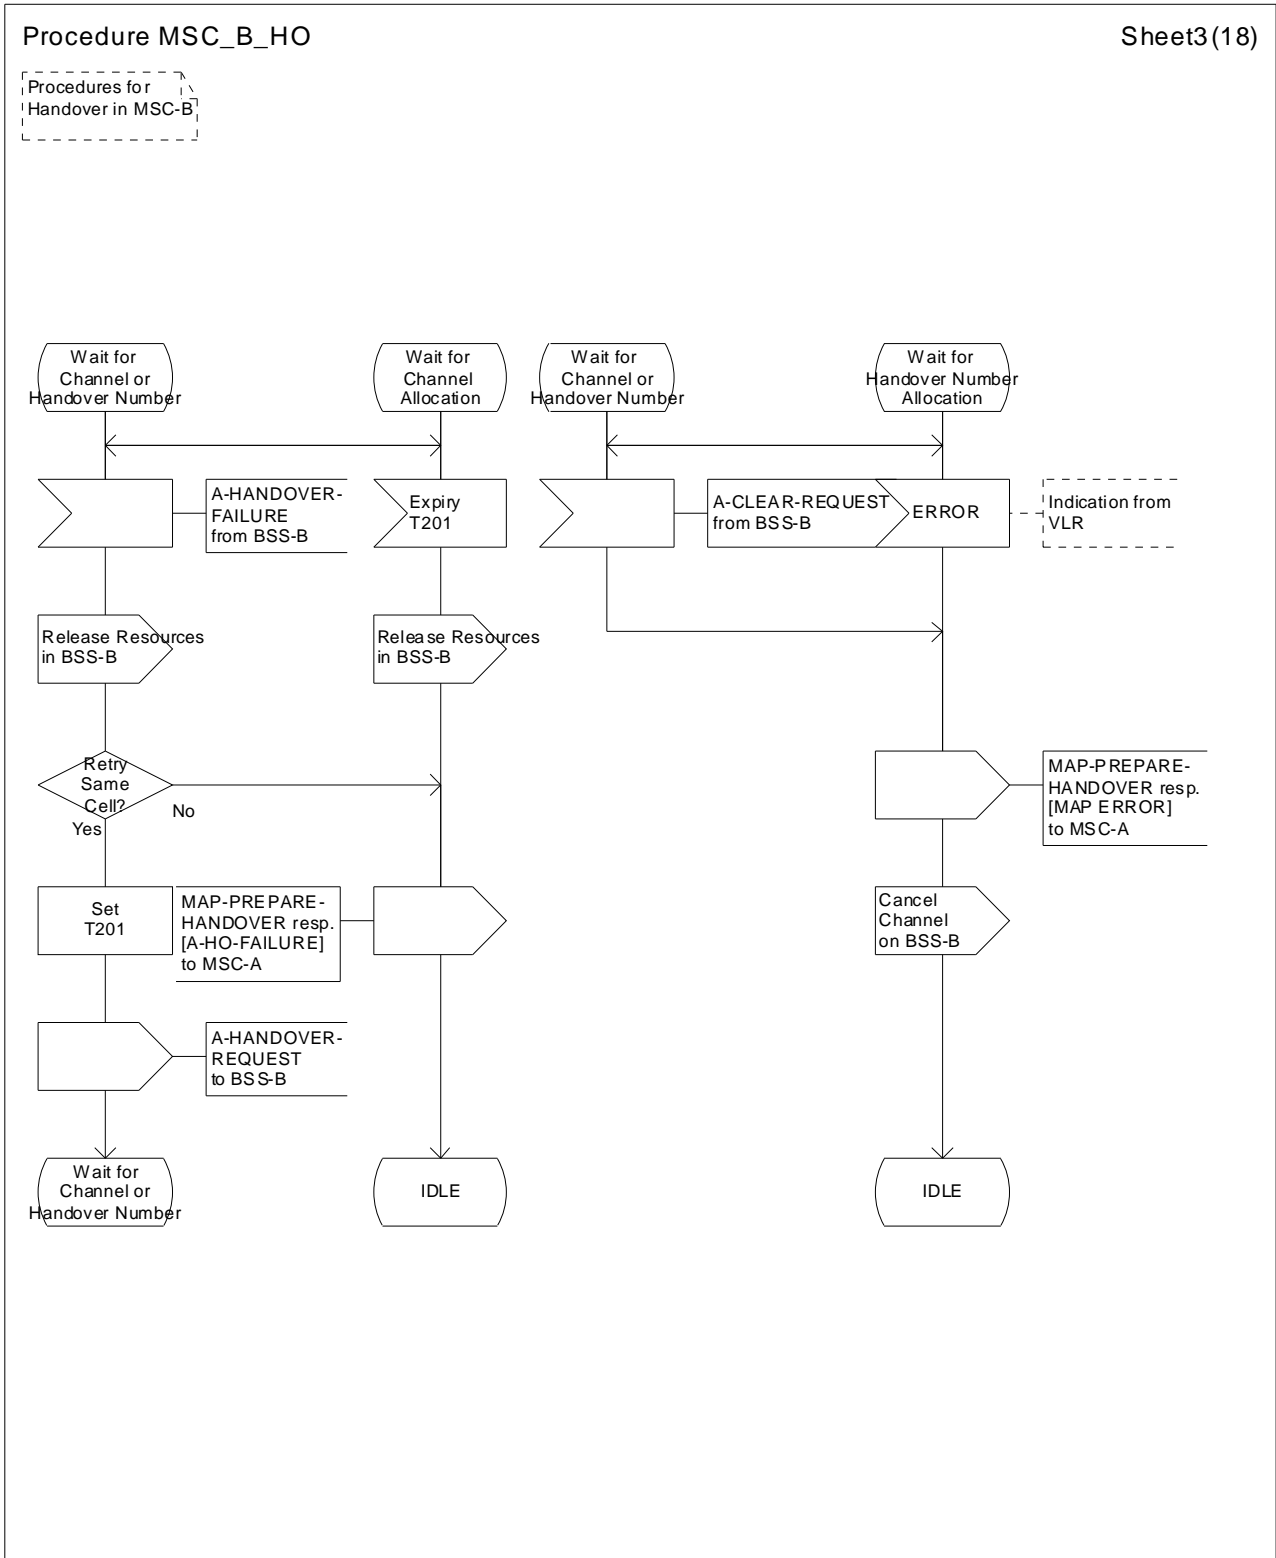 Procedure MSC_B_HO
Sheet3(18)
Procedures for
Handover in MSC-B
Wait for
Channel or
Handover Number
Wait for
Channel
Allocation
Wait for
Channel or
Handover Number
Wait for
Handover Number
Allocation
A-HANDOVER-
FAILURE
from BSS-B
Expiry
T201
A-CLEAR-REQUEST
from BSS-B
ERROR
Indication from
VLR
Release Resources
in BSS-B
Release Resources
in BSS-B
Retry
Same
Cell?
No
Yes
MAP-PREPARE-
HANDOVER resp.
[MAP ERROR]
to MSC-A
Set
T201
MAP-PREPARE-
HANDOVER resp.
[A-HO-FAILURE]
to MSC-A
Cancel
Channel
on BSS-B
A-HANDOVER-
REQUEST
to BSS-B
Wait for
Channel or
Handover Number
IDLE
IDLE